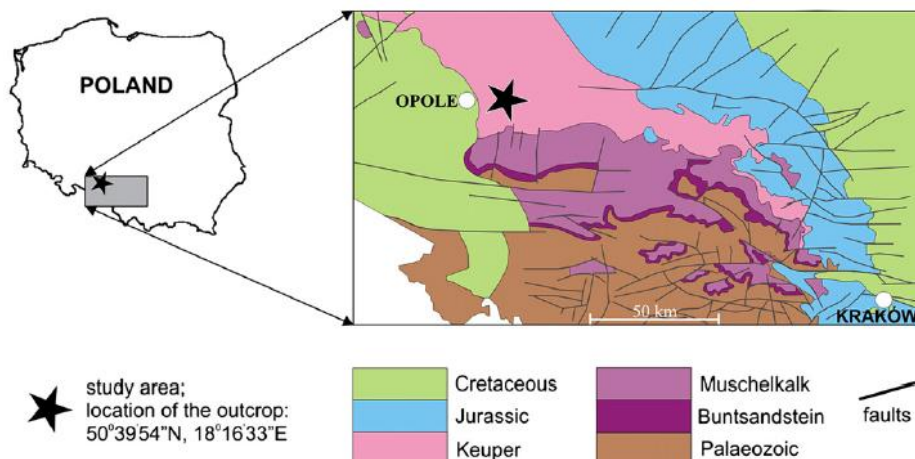 POLAND
OPOLE
50 km
KRAKÓW
study area;
location of the outcrop:
50°39'54"N, 18°16'33"E
Cretaceous
Jurassic
Keuper
Muschelkalk
Buntsandstein
Palaeozoic
faults